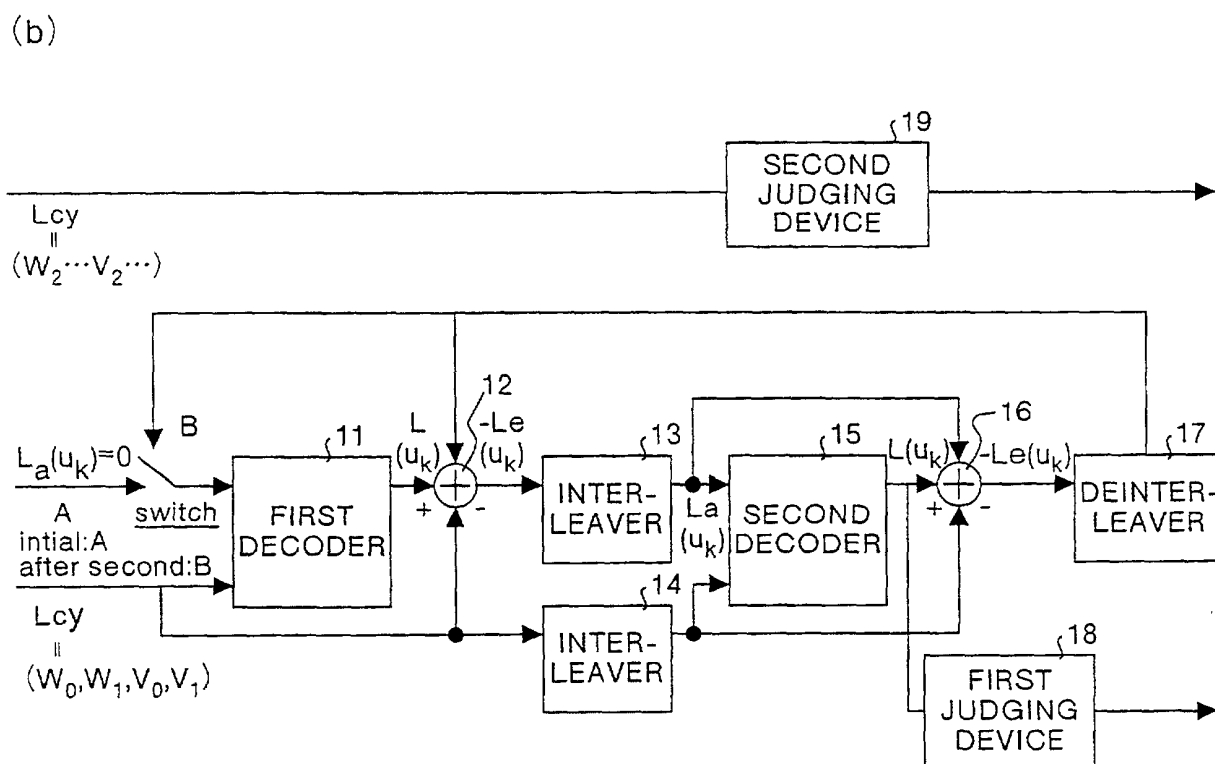 (b)
19
SECOND
JUDGING
DEVICE
Lcy
=
(W2···V2···)
12
B
11
L
(uk)
-Le
(uk)
13
15
L(uk)
16
-Le(uk)
17
La(uk)=0
A
switch
intial:A
after second:B
FIRST
DECODER
+
-
INTER-
LEAVER
La
(uk)
SECOND
DECODER
+
-
DEINTER-
LEAVER
Lcy
=
(W0,W1,V0,V1)
14
INTER-
LEAVER
18
FIRST
JUDGING
DEVICE